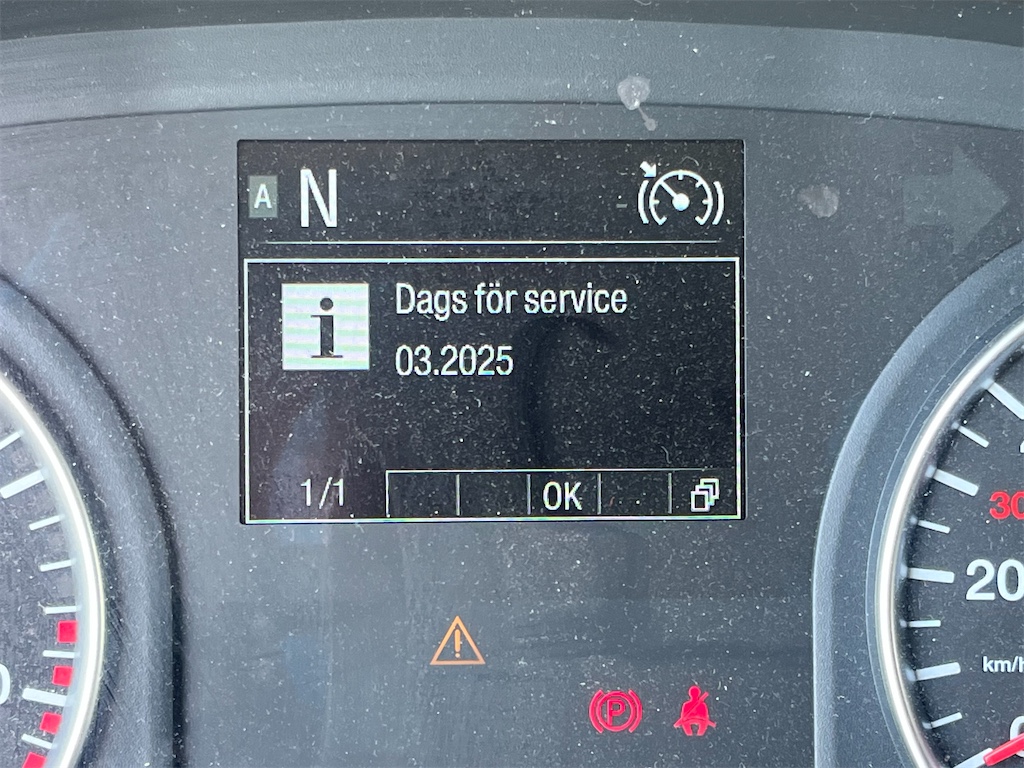 A N
i Dags för service
03.2025
1/1 OK
30
20
km/h
P